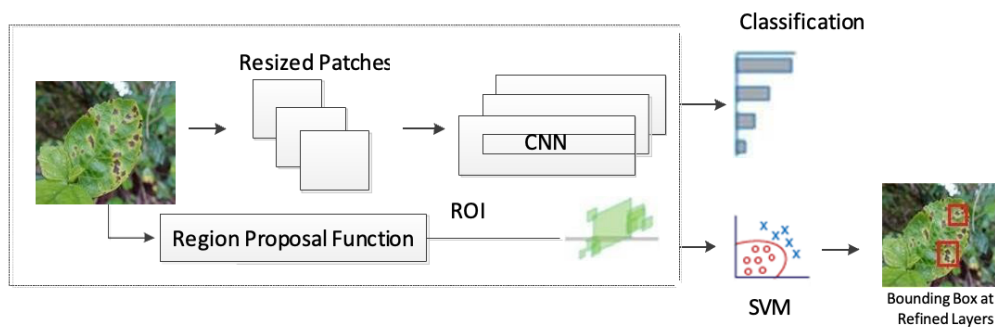 Classification
Resized Patches
CNN
ROI
Region Proposal Function
SVM
Bounding Box at
Refined Layers